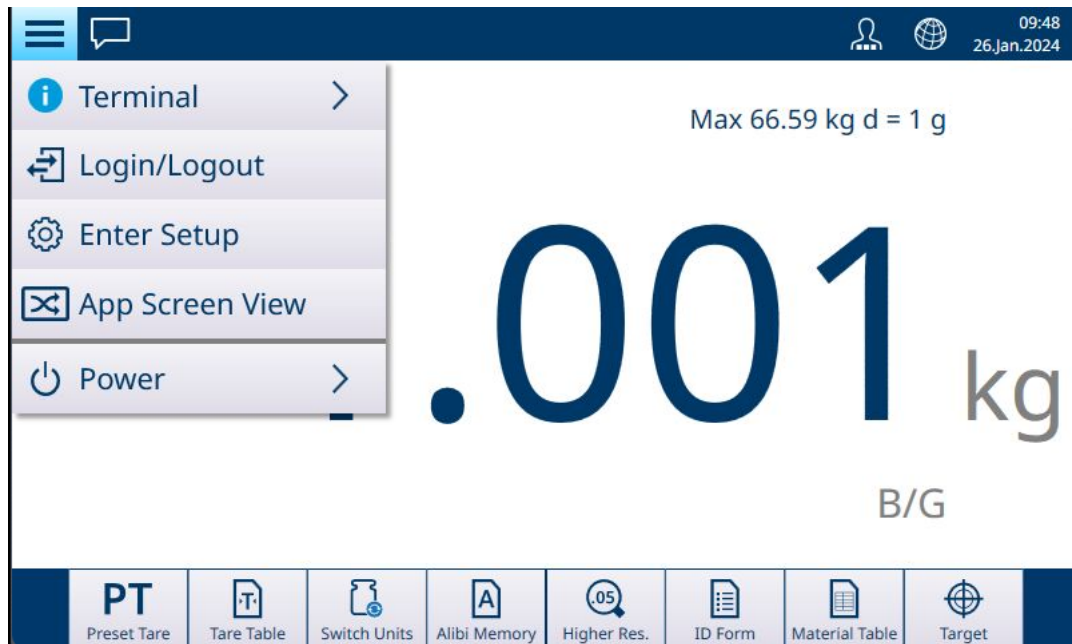 09:48
26.Jan.2024
Terminal
Login/Logout
Enter Setup
App Screen View
Power
Max 66.59 kg d = 1 g
.001 kg
B/G
PT
Preset Tare
T
Tare Table
Switch Units
A
Alibi Memory
.05
Higher Res.
ID Form
Material Table
Target